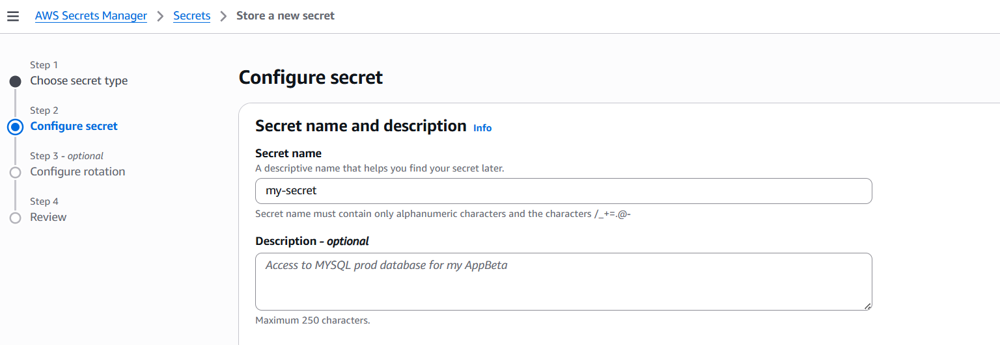 AWS Secrets Manager > Secrets > Store a new secret
Step 1
Choose secret type
Step 2
Configure secret
Step 3 - optional
Configure rotation
Step 4
Review
Configure secret
Secret name and description Info
Secret name
A descriptive name that helps you find your secret later.
my-secret
Secret name must contain only alphanumeric characters and the characters /_+=.@-
Description - optional
Access to MYSQL prod database for my AppBeta
Maximum 250 characters.